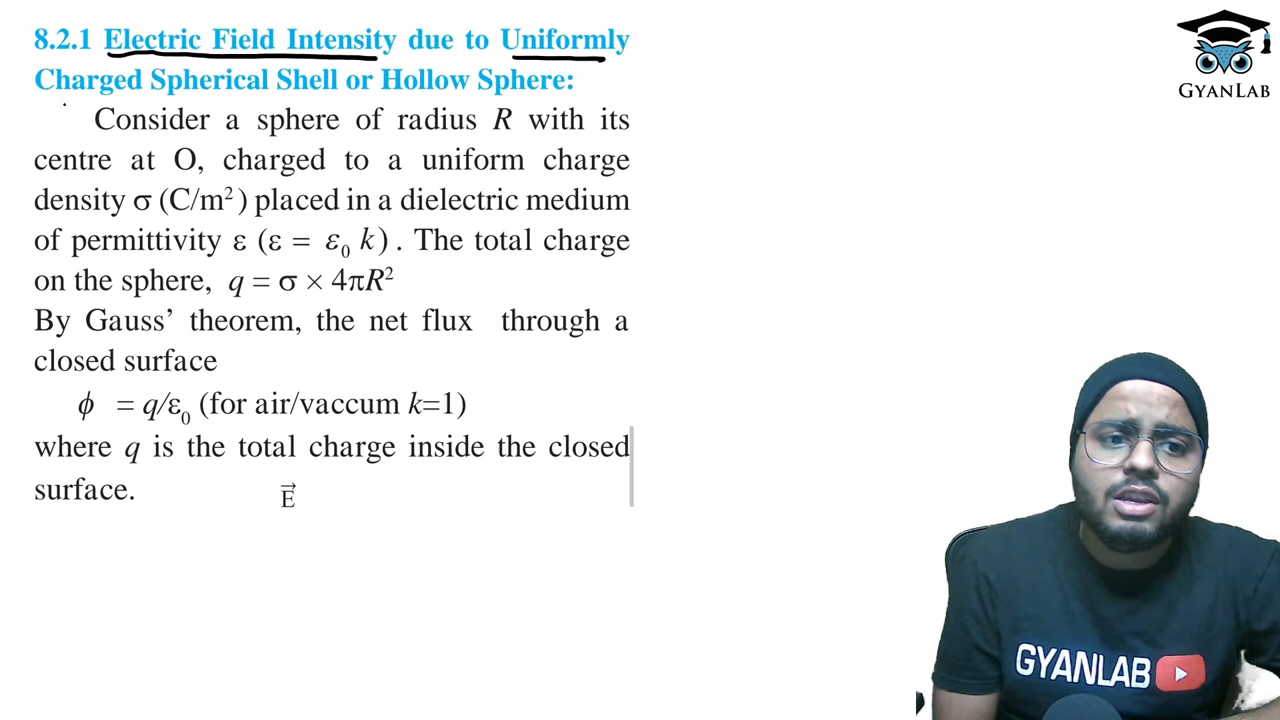 8.2.1 Electric Field Intensity due to Uniformly
Charged Spherical Shell or Hollow Sphere:
Consider a sphere of radius R with its
centre at O, charged to a uniform charge
density σ (C/m²) placed in a dielectric medium
of permittivity ε (ε = ε₀ k). The total charge
on the sphere, q = σ × 4πR²
By Gauss’ theorem, the net flux through a
closed surface
ϕ = q/ε₀ (for air/vaccum k=1)
where q is the total charge inside the closed
surface.
E⃗
GYANLAB
GYANLAB